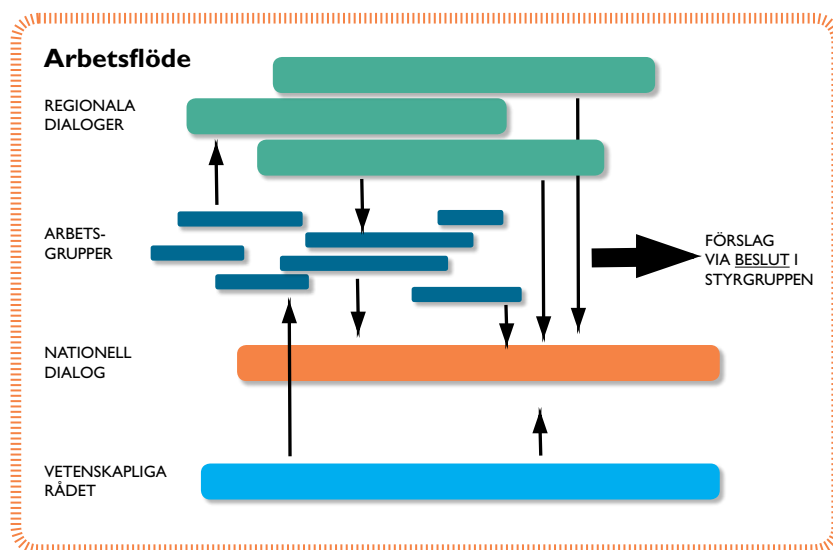 Arbetsflöde
REGIONALA
DIALOGER
ARBETS-
GRUPPER
FÖRSLAG
VIA BESLUT I
STYRGRUPPEN
NATIONELL
DIALOG
VETENSKAPLIGA
RÅDET